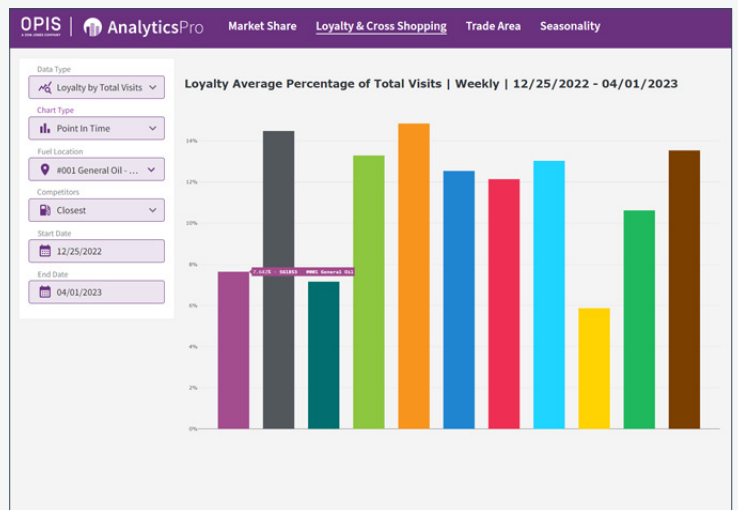 OPIS AnalyticsPro Market Share Loyalty & Cross Shopping Trade Area Seasonality
A DOW JONES COMPANY
Data Type
Loyalty by Total Visits
Chart Type
Point In Time
Fuel Location
#001 General Oil - ...
Competitors
Closest
Start Date
12/25/2022
End Date
04/01/2023
Loyalty Average Percentage of Total Visits | Weekly | 12/25/2022 - 04/01/2023
14%
12%
10%
8%
#001 General Oil
6%
4%
2%
0%